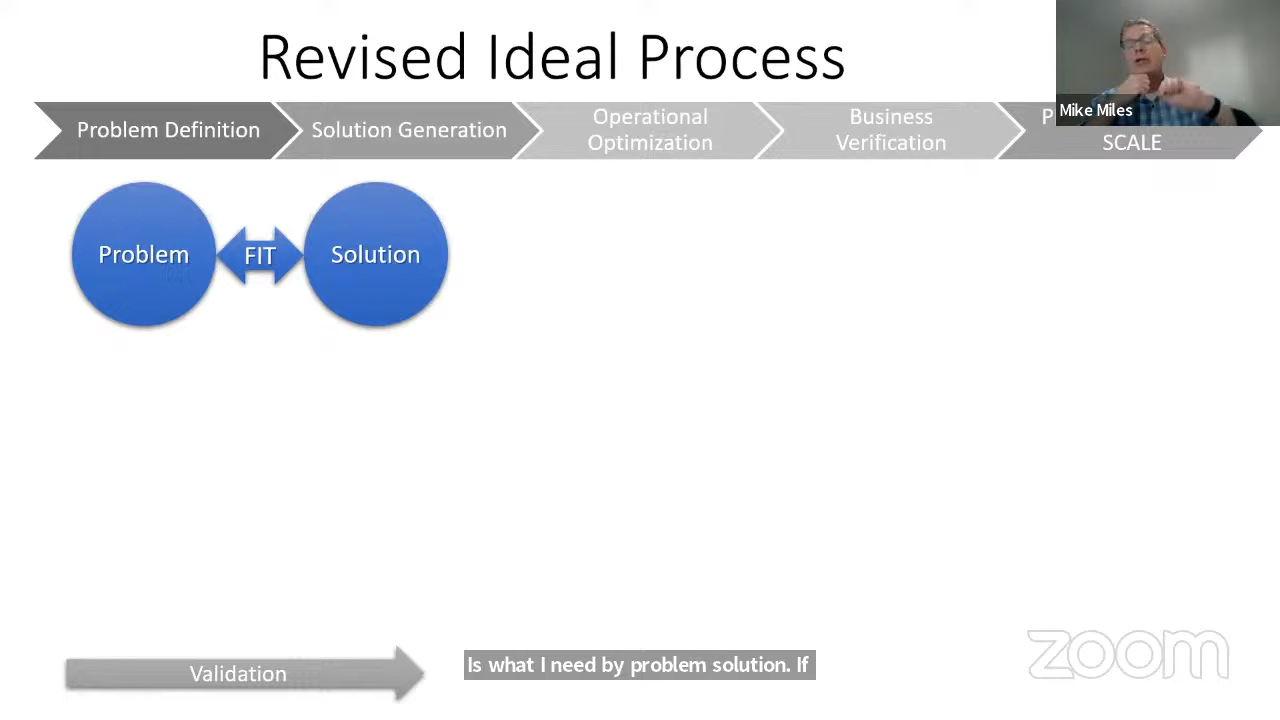 Revised Ideal Process
Mike Miles
Problem Definition
Solution Generation
Operational
Optimization
Business
Verification
SCALE
Problem
FIT
Solution
Validation
Is what I need by problem solution. If
zoom